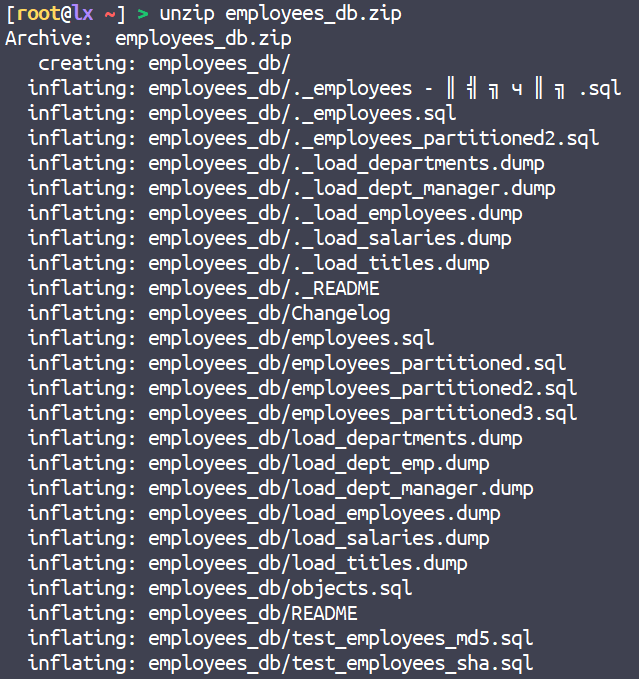 [root@lx ~] > unzip employees_db.zip
Archive:  employees_db.zip
   creating: employees_db/
  inflating: employees_db/._employees - ║ ╣ ╗ ч ║ ╗ .sql
  inflating: employees_db/._employees.sql
  inflating: employees_db/._employees_partitioned2.sql
  inflating: employees_db/._load_departments.dump
  inflating: employees_db/._load_dept_manager.dump
  inflating: employees_db/._load_employees.dump
  inflating: employees_db/._load_salaries.dump
  inflating: employees_db/._load_titles.dump
  inflating: employees_db/._README
  inflating: employees_db/Changelog
  inflating: employees_db/employees.sql
  inflating: employees_db/employees_partitioned.sql
  inflating: employees_db/employees_partitioned2.sql
  inflating: employees_db/employees_partitioned3.sql
  inflating: employees_db/load_departments.dump
  inflating: employees_db/load_dept_emp.dump
  inflating: employees_db/load_dept_manager.dump
  inflating: employees_db/load_employees.dump
  inflating: employees_db/load_salaries.dump
  inflating: employees_db/load_titles.dump
  inflating: employees_db/objects.sql
  inflating: employees_db/README
  inflating: employees_db/test_employees_md5.sql
  inflating: employees_db/test_employees_sha.sql